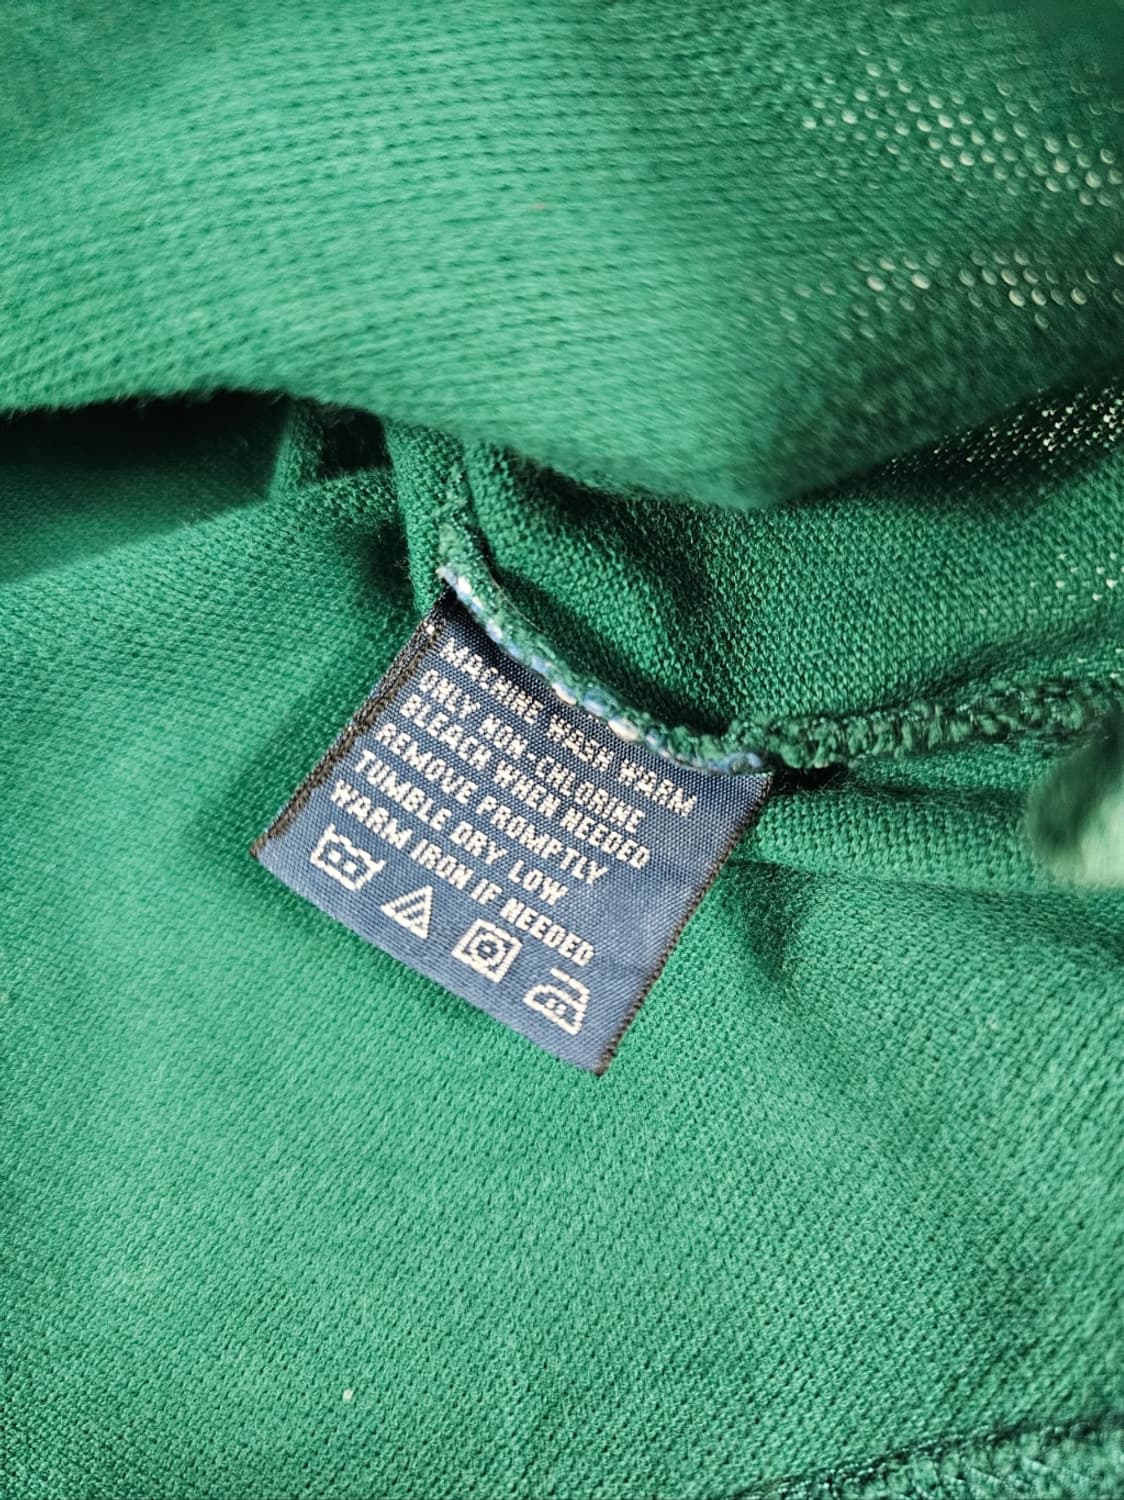 MACHINE WASH WARM
ONLY NON-CHLORINE
BLEACH WHEN NEEDED
REMOVE PROMPTLY
TUMBLE DRY LOW
WARM IRON IF NEEDED